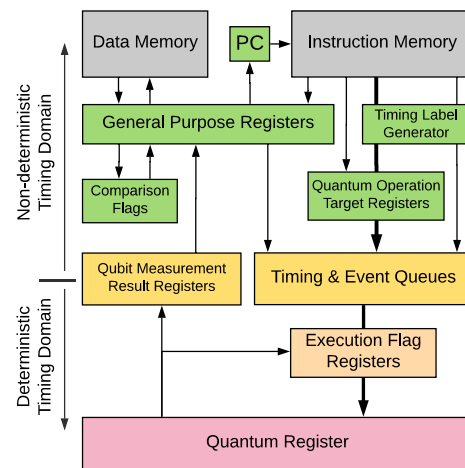 Data Memory
PC
Instruction Memory
General Purpose Registers
Timing Label
Generator
Comparison
Flags
Quantum Operation
Target Registers
Non-deterministic
Timing Domain
Qubit Measurement
Result Registers
Timing & Event Queues
Deterministic
Timing Domain
Execution Flag
Registers
Quantum Register